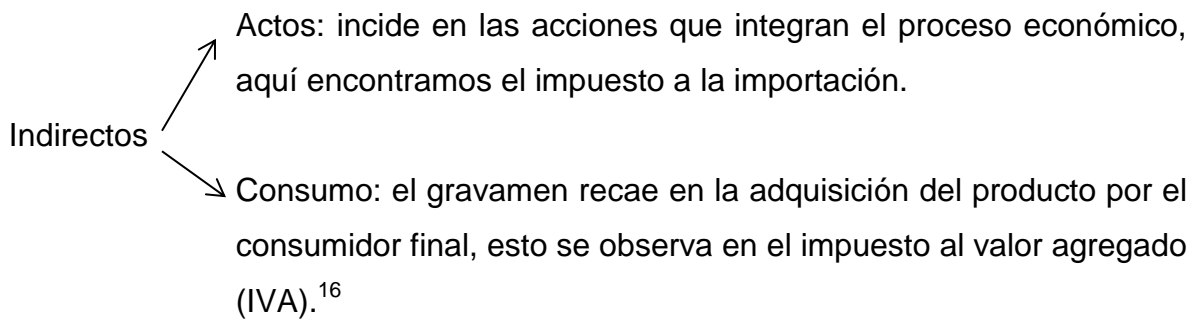 Actos: incide en las acciones que integran el proceso económico,
aquí encontramos el impuesto a la importación.
Indirectos
Consumo: el gravamen recae en la adquisición del producto por el
consumidor final, esto se observa en el impuesto al valor agregado
(IVA).16